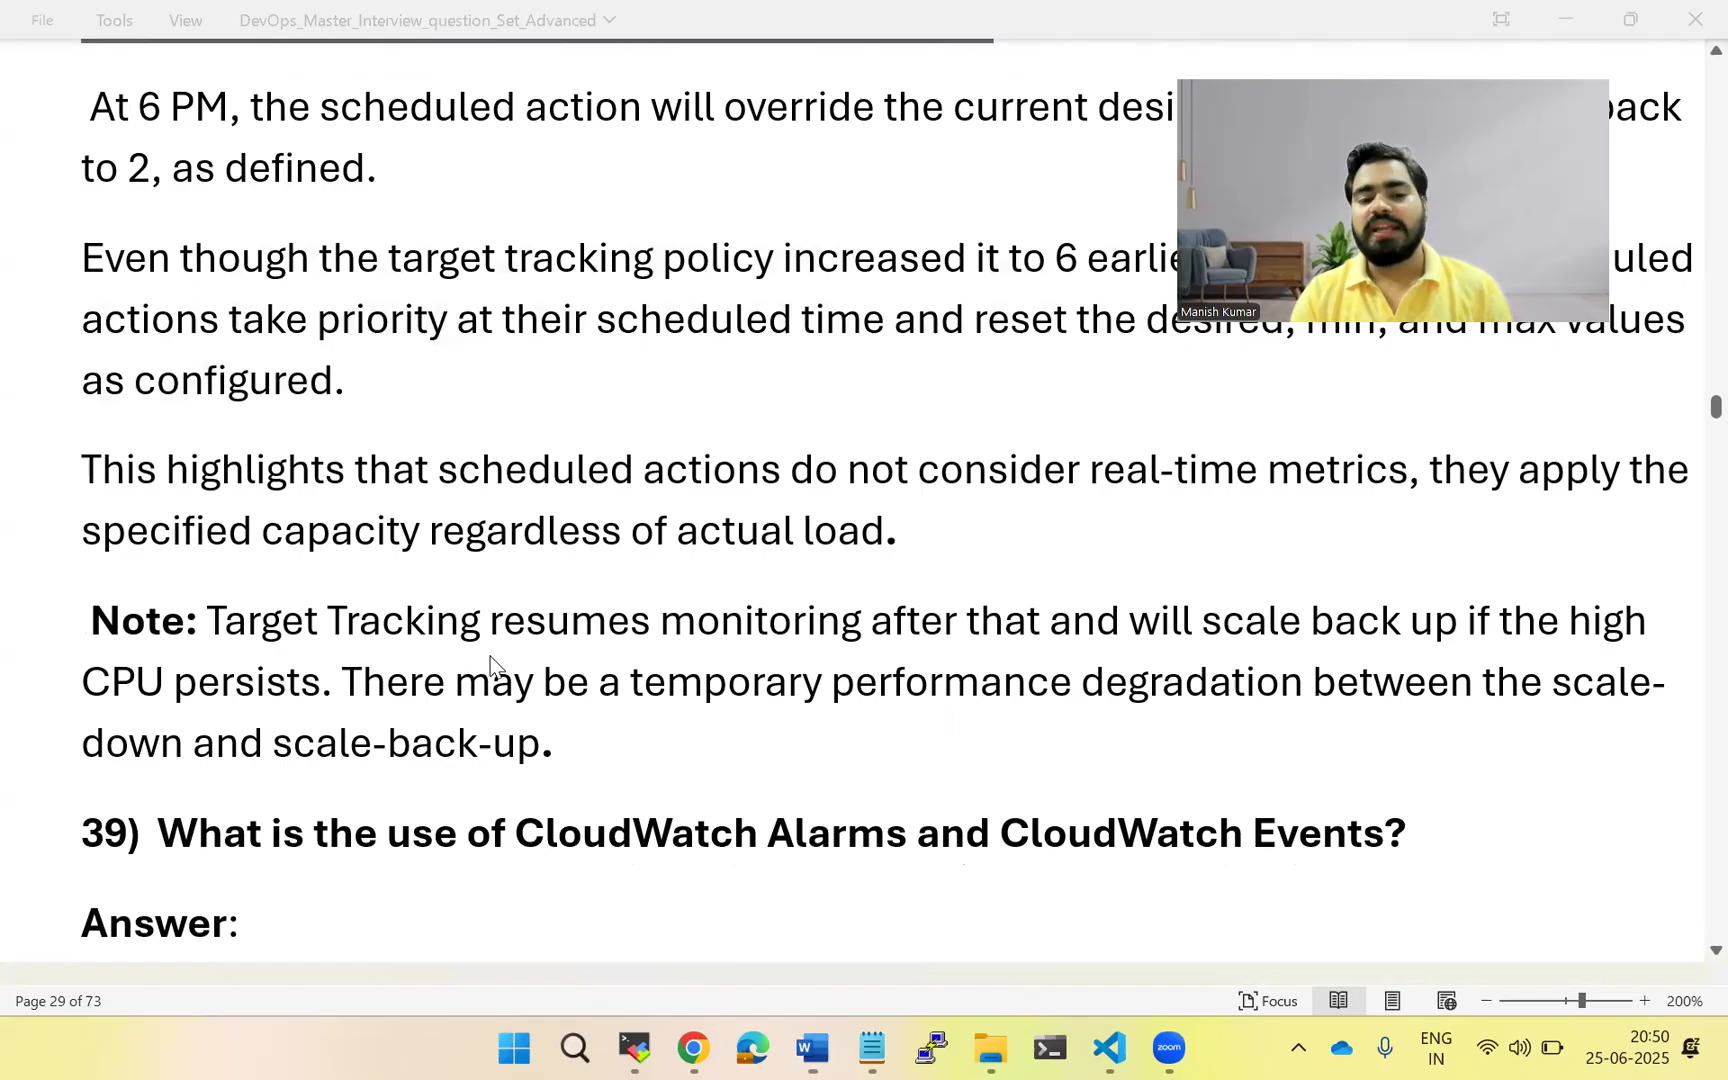 File Tools View DevOps_Master_Interview_question_Set_Advanced
At 6 PM, the scheduled action will override the current back
to 2, as defined.
Even though the target tracking policy increased it to 6
actions take priority at their scheduled time and reset the desired, min, and max values
as configured.
This highlights that scheduled actions do not consider real-time metrics, they apply the
specified capacity regardless of actual load.
Note: Target Tracking resumes monitoring after that and will scale back up if the high
CPU persists. There may be a temporary performance degradation between the scale-
down and scale-back-up.
39) What is the use of CloudWatch Alarms and CloudWatch Events?
Answer:
Manish Kumar
Page 29 of 73 Focus 200%
zoom
ENG
IN
20:50
25-06-2025